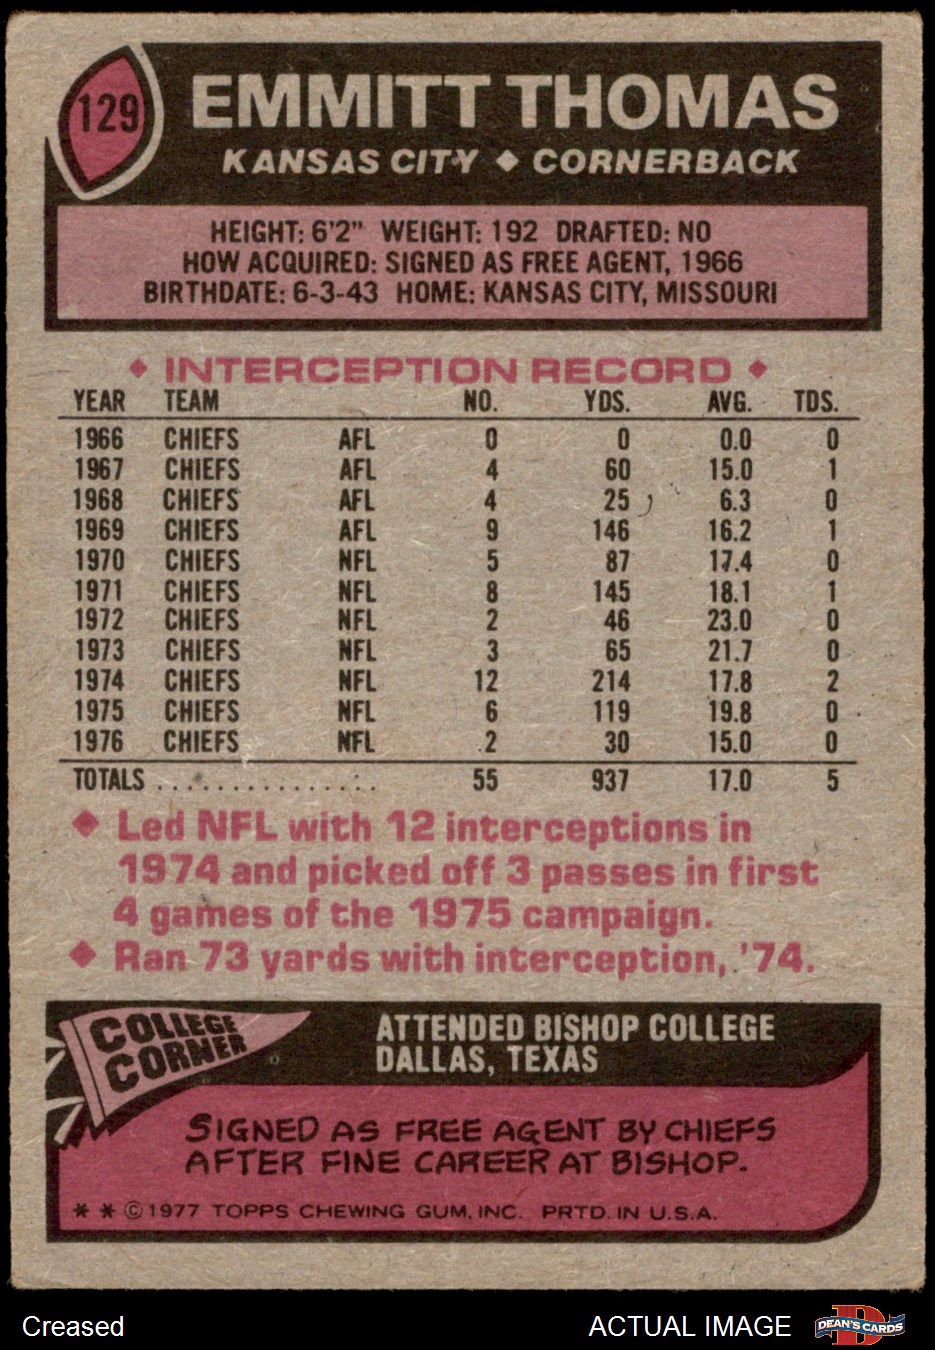 129
EMMITT THOMAS
KANSAS CITY ◆ CORNERBACK
HEIGHT: 6'2" WEIGHT: 192 DRAFTED: NO
HOW ACQUIRED: SIGNED AS FREE AGENT, 1966
BIRTHDATE: 6-3-43 HOME: KANSAS CITY, MISSOURI
◆ INTERCEPTION RECORD ◆
YEAR TEAM NO. YDS. AVG. TDS.
1966 CHIEFS AFL 0 0 0.0 0
1967 CHIEFS AFL 4 60 15.0 1
1968 CHIEFS AFL 4 25 6.3 0
1969 CHIEFS AFL 9 146 16.2 1
1970 CHIEFS NFL 5 87 17.4 0
1971 CHIEFS NFL 8 145 18.1 1
1972 CHIEFS NFL 2 46 23.0 0
1973 CHIEFS NFL 3 65 21.7 0
1974 CHIEFS NFL 12 214 17.8 2
1975 CHIEFS NFL 6 119 19.8 0
1976 CHIEFS NFL 2 30 15.0 0
TOTALS .............. 55 937 17.0 5
◆ Led NFL with 12 interceptions in
1974 and picked off 3 passes in first
4 games of the 1975 campaign.
◆ Ran 73 yards with interception, '74.
COLLEGE
CORNER
ATTENDED BISHOP COLLEGE
DALLAS, TEXAS
SIGNED AS FREE AGENT BY CHIEFS
AFTER FINE CAREER AT BISHOP.
* * © 1977 TOPPS CHEWING GUM, INC. PRTD. IN U.S.A.
Creased
ACTUAL IMAGE
D
DEAN'S CARDS